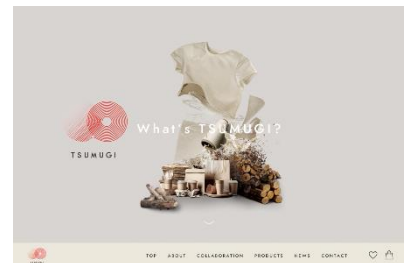 What's TSUMUGI?
TSUMUGI
TOP ABOUT COLLABORATION PRODUCTS NEWS CONTACT